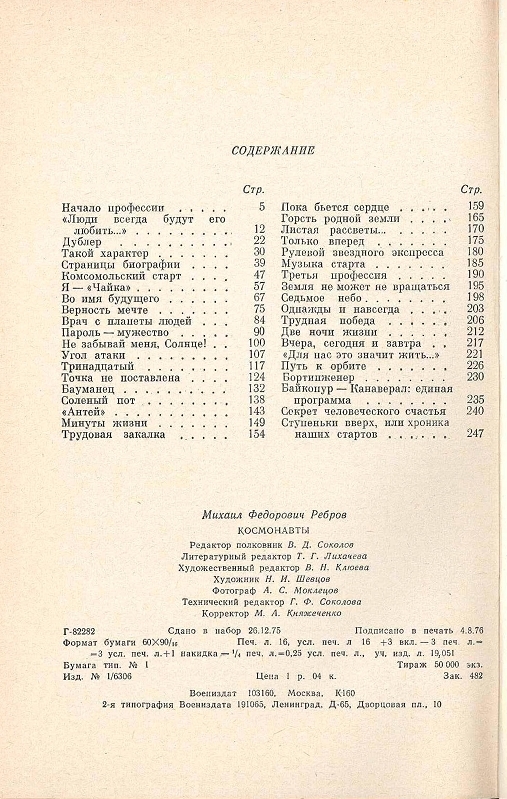 СОДЕРЖАНИЕ
Стр.
Начало профессии . . . . . 5
«Люди всегда будут его
любить...» . . . . . . . . . 12
Дублер . . . . . . . . . . 22
Такой характер . . . . . . . 30
Страницы биографии . . . . 39
Комсомольский старт . . . . 47
Я — «Чайка» . . . . . . . . 57
Во имя будущего . . . . . . 67
Верность мечте . . . . . . . 75
Врач с планеты людей . . . 84
Пароль — мужество . . . . . 90
Не забывай меня, Солнце! . . 100
Угол атаки . . . . . . . . 107
Тринадцатый . . . . . . . . 117
Точка не поставлена . . . . 124
Бауманец . . . . . . . . . 132
Соленый пот . . . . . . . . 138
«Антей» . . . . . . . . . . 143
Минуты жизни . . . . . . . 149
Трудовая закалка . . . . . 154
Стр.
Пока бьется сердце . . . . . 159
Горсть родной земли . . . . 165
Листая рассветы... . . . . . 170
Только вперед . . . . . . . 175
Рулевой звездного экспресса 180
Музыка старта . . . . . . . 185
Третья профессия . . . . . . 190
Земля не может не вращаться 195
Седьмое небо . . . . . . . . 198
Однажды и навсегда . . . . 203
Трудная победа . . . . . . 206
Две ночи жизни . . . . . . 212
Вчера, сегодня и завтра . . 217
«Для нас это значит жить...» 221
Путь к орбите . . . . . . . 226
Бортинженер . . . . . . . . 230
Байконур — Канаверал: единая
программа . . . . . . . . 235
Секрет человеческого счастья 240
Ступеньки вверх, или хроника
наших стартов . . . . . . 247
Михаил Федорович Ребров
КОСМОНАВТЫ
Редактор полковник В. Д. Соколов
Литературный редактор Т. Г. Лихачева
Художественный редактор В. Н. Клюева
Художник Н. И. Шевцов
Фотограф А. С. Моклецов
Технический редактор Г. Ф. Соколова
Корректор М. А. Княжеченко
Г-82282 Сдано в набор 26.12.75 Подписано в печать 4.8.76
Формат бумаги 60×90/16 Печ. л. 16, усл. печ. л 16 +3 вкл.— 3 печ. л.=
=3 усл. печ. л.+1 накидка— 1/4 печ. л.=0,25 усл. печ. л., уч. изд. л. 19,051
Бумага тип. № 1 Тираж 50 000 экз.
Изд. № 1/6306 Цена 1 р. 04 к. Зак. 482
Воениздат 103160, Москва, К160
2-я типография Воениздата 191065, Ленинград, Д-65, Дворцовая пл., 10